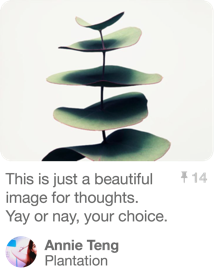 This is just a beautiful
14
image for thoughts.
Yay or nay, your choice.
Annie Teng
Plantation